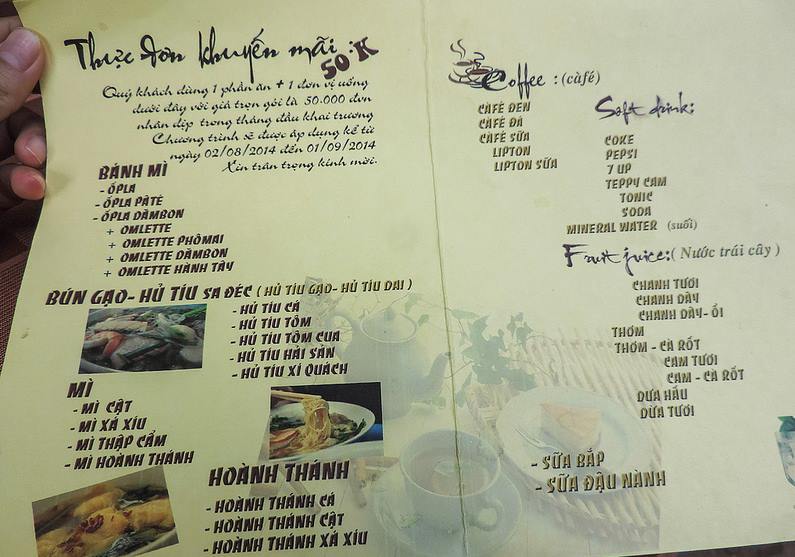 Thực đơn khuyến mãi : 50 K
Quý khách dùng 1 phần ăn + 1 đơn vị uống
dưới đây với giá trọn gói là 50.000 đvn
nhân dịp trong tháng đầu khai trương
Chương trình sẽ được áp dụng kể từ
ngày 02/08/2014 đến 01/09/2014
Xin trân trọng kính mời.
BÁNH MÌ
- ỐPLA
- ỐPLA PÂTÊ
- ỐPLA DĂMBON
+ OMLETTE
+ OMLETTE PHÔMAI
+ OMLETTE DĂMBON
+ OMLETTE HÀNH TÂY
BÚN GẠO- HỦ TÍU SA ĐÉC ( HỦ TÍU GẠO- HỦ TÍU DAI )
- HỦ TÍU CÁ
- HỦ TÍU TÔM
- HỦ TÍU TÔM CUA
- HỦ TÍU HẢI SẢN
- HỦ TÍU XÍ QUÁCH
MÌ
- MÌ CẬT
- MÌ XÁ XÍU
- MÌ THẬP CẨM
- MÌ HOÀNH THÁNH
HOÀNH THÁNH
- HOÀNH THÁNH CÁ
- HOÀNH THÁNH CẬT
- HOÀNH THÁNH XÁ XÍU
Coffee : (càfé)
CAFÉ ĐEN
CAFÉ ĐÁ
CAFÉ SỮA
LIPTON
LIPTON SỮA
Soft drink:
COKE
PEPSI
7 UP
TEPPY CAM
TONIC
SODA
MINERAL WATER (suối)
Fruit juice:( Nước trái cây )
CHANH TƯƠI
CHANH DÂY
CHANH DÂY- ỔI
THƠM
THƠM - CÀ RỐT
CAM TƯƠI
CAM - CÀ RỐT
DƯA HẤU
DỪA TƯƠI
- SỮA BẮP
- SỮA ĐẬU NÀNH